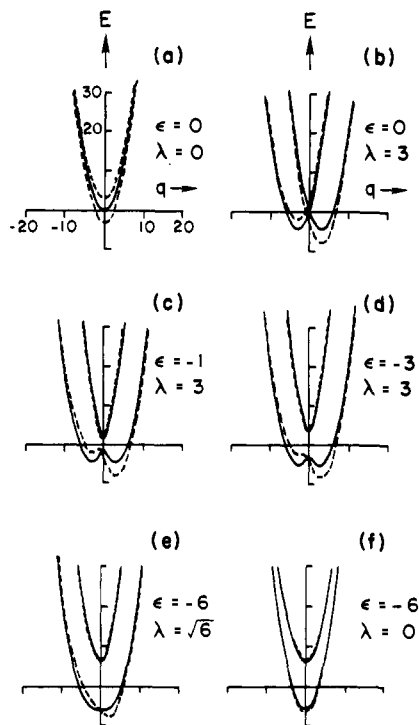 E E
(a) (b)
30
20
ϵ = 0 ϵ = 0
λ = 0 λ = 3
q → q →
-20 -10 10 20
(c) (d)
ϵ = -1 ϵ = -3
λ = 3 λ = 3
(e) (f)
ϵ = -6 ϵ = -6
λ = √6 λ = 0